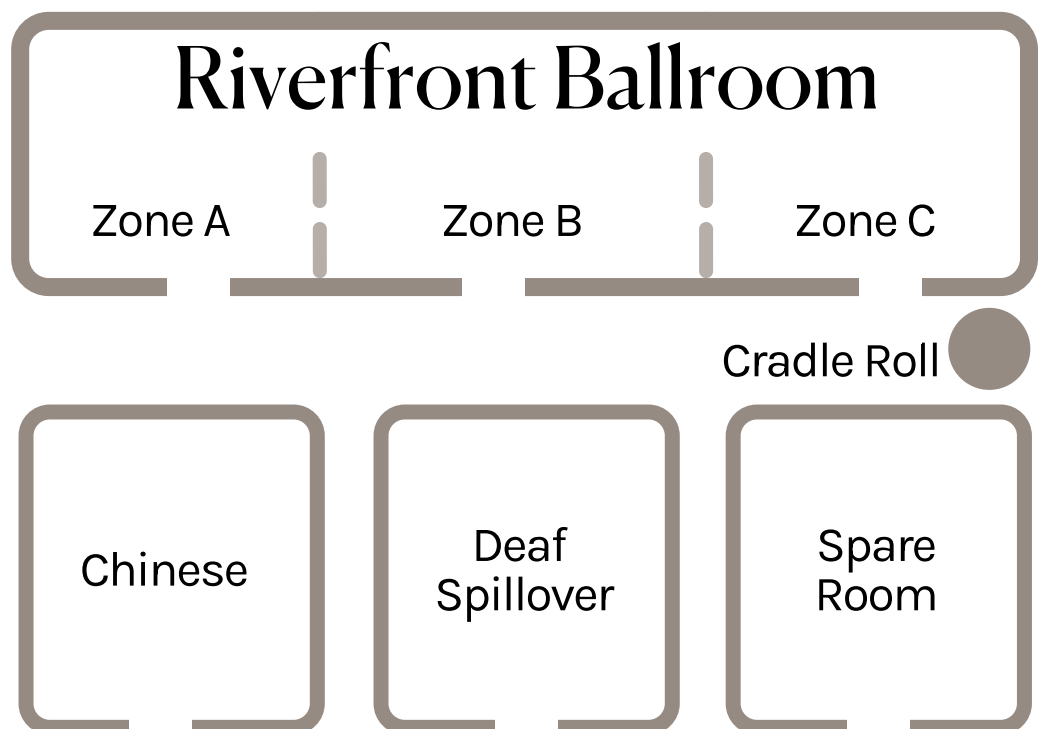 Riverfront Ballroom
Zone A
Zone B
Zone C
Cradle Roll
Chinese
Deaf
Spillover
Spare
Room